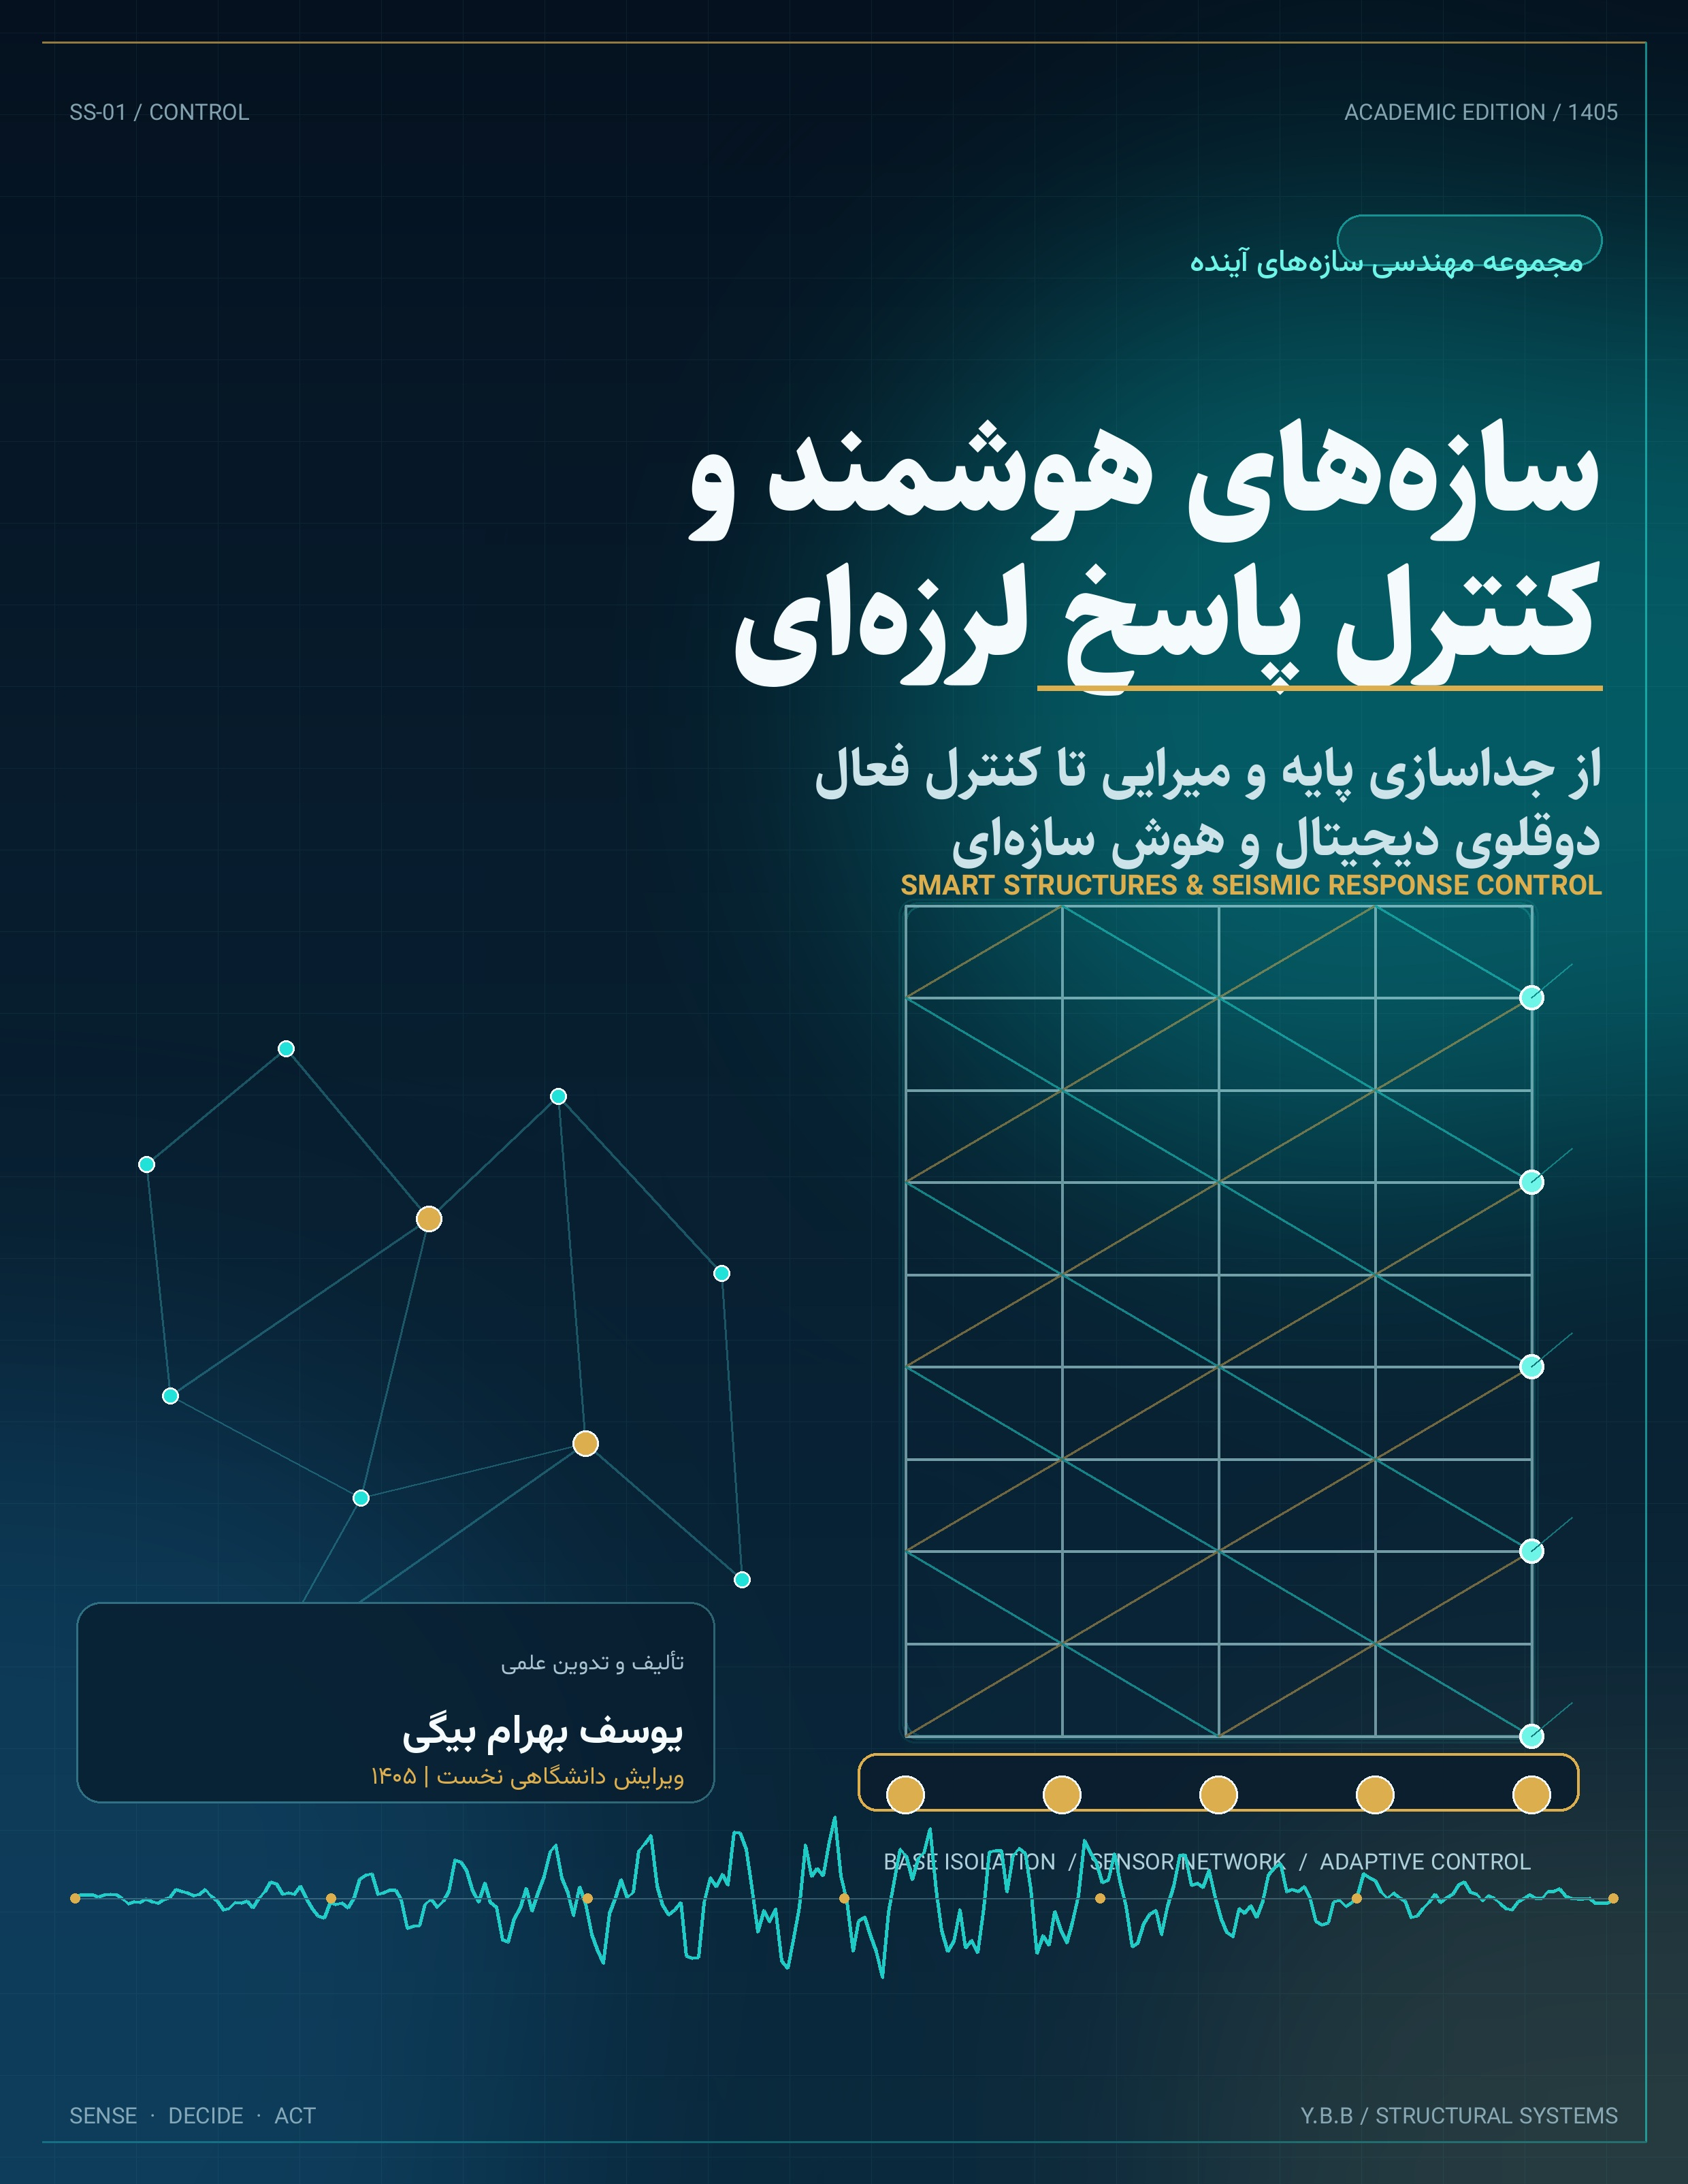 SS-01 / CONTROL
ACADEMIC EDITION / 1405
مجموعه مهندسی سازه‌های آینده
سازه‌های هوشمند و
کنترل پاسخ لرزه‌ای
از جداسازی پایه و میرایی تا کنترل فعال
دوقلوی دیجیتال و هوش سازه‌ای
SMART STRUCTURES & SEISMIC RESPONSE CONTROL
تألیف و تدوین علمی
یوسف بهرام بیگی
ویرایش دانشگاهی نخست | ۱۴۰۵
BASE ISOLATION / SENSOR NETWORK / ADAPTIVE CONTROL
SENSE · DECIDE · ACT
Y.B.B / STRUCTURAL SYSTEMS